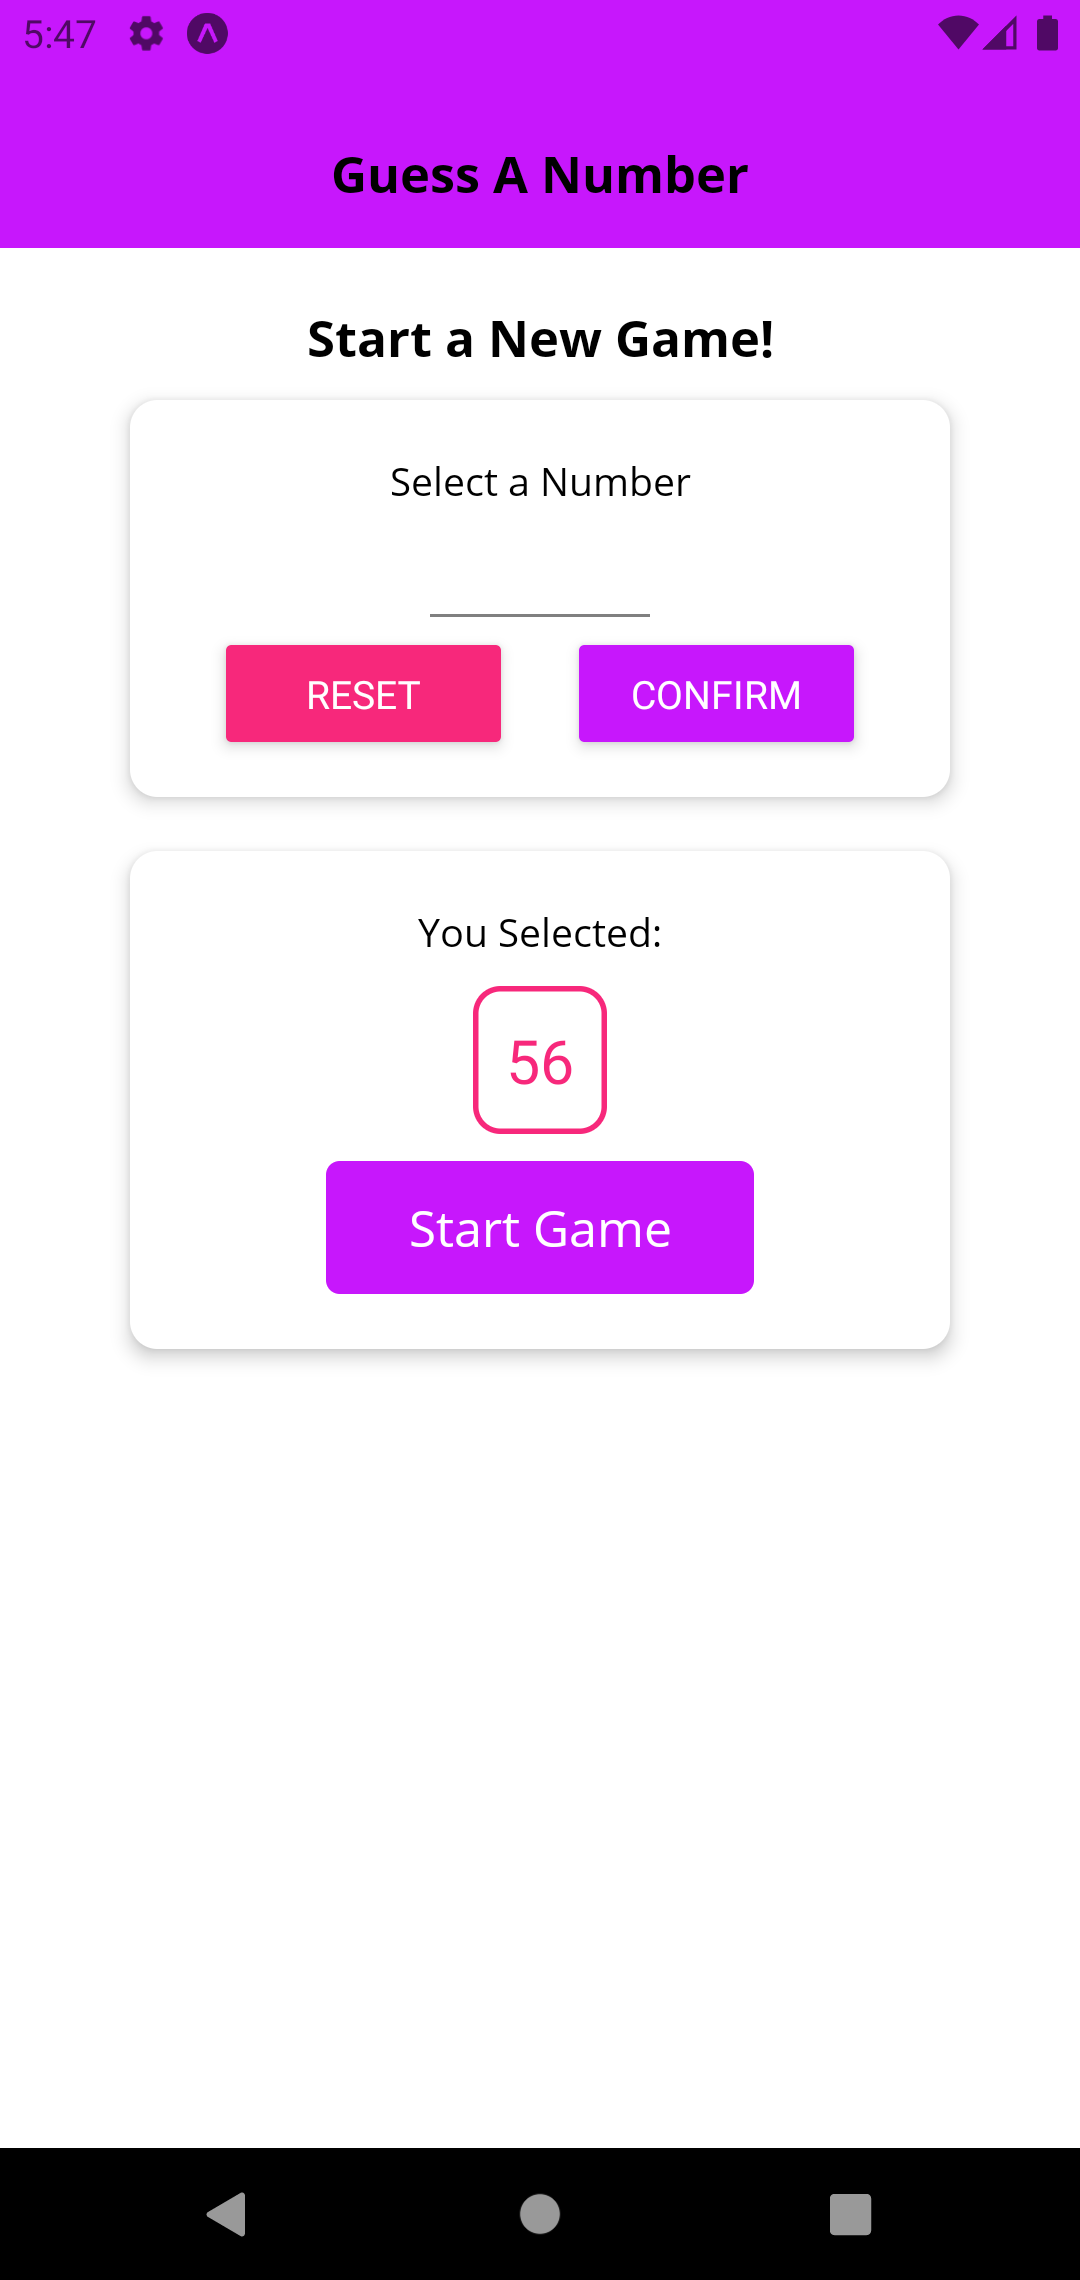 5:47
Guess A Number
Start a New Game!
Select a Number
RESET CONFIRM
You Selected:
56
Start Game